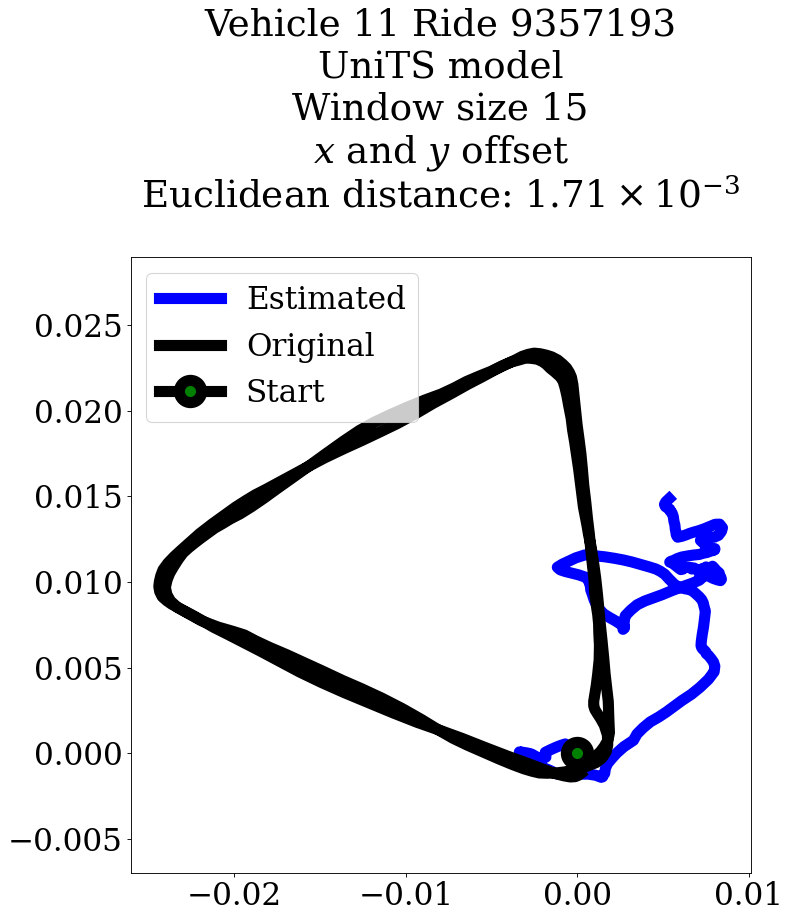 Vehicle 11 Ride 9357193
UniTS model
Window size 15
x and y offset
Euclidean distance: 1.71 × 10⁻³
Estimated
Original
Start
0.025
0.020
0.015
0.010
0.005
0.000
−0.005
−0.02
−0.01
0.00
0.01